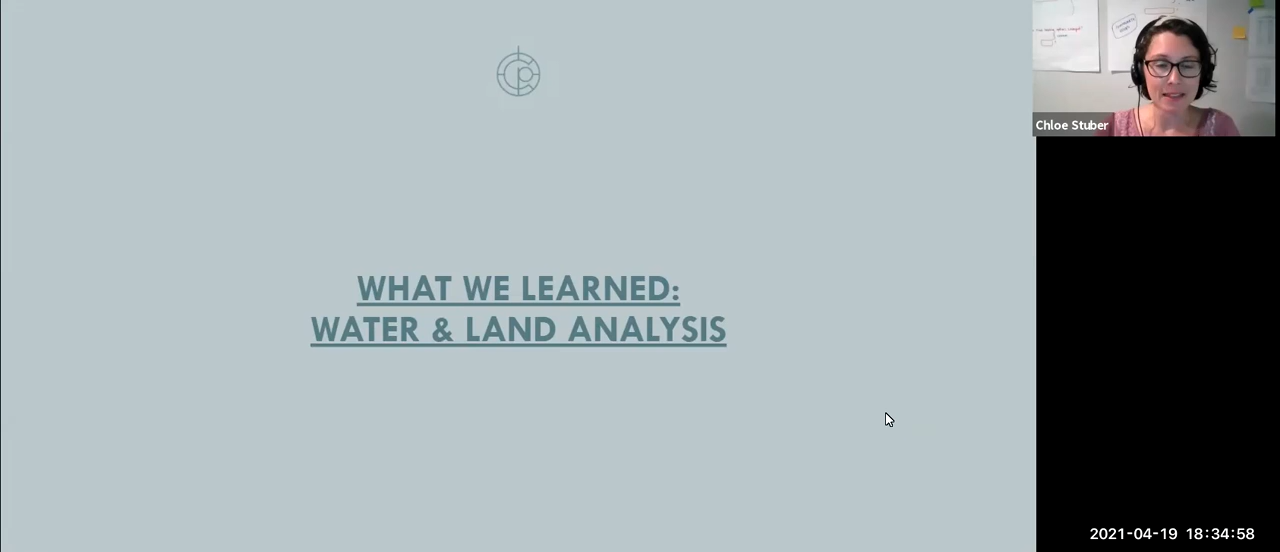 WHAT WE LEARNED:
WATER & LAND ANALYSIS
Chloe Stuber
2021-04-19 18:34:58